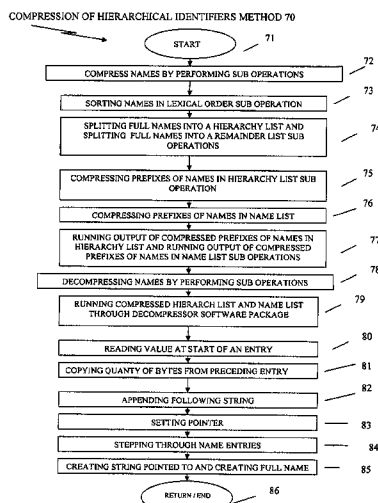 COMPRESSION OF HIERARCHICAL IDENTIFIERS METHOD 70
START
71
72
COMPRESS NAMES BY PERFORMING SUB OPERATIONS
73
SORTING NAMES IN LEXICAL ORDER SUB OPERATION
74
SPLITTING FULL NAMES INTO A HIERARCHY LIST AND
SPLITTING FULL NAMES INTO A REMAINDER LIST SUB
OPERATIONS
75
COMPRESSING PREFIXES OF NAMES IN HIERARCHY LIST SUB
OPERATION
76
COMPRESSING PREFIXES OF NAMES IN NAME LIST
77
RUNNING OUTPUT OF COMPRESSED PREFIXES OF NAMES IN
HIERARCHY LIST AND RUNNING OUTPUT OF COMPRESSED
PREFIXES OF NAMES IN NAME LIST SUB OPERATIONS
78
DECOMPRESSING NAMES BY PERFORMING SUB OPERATIONS
79
RUNNING COMPRESSED HIERARCH LIST AND NAME LIST
THROUGH DECOMPRESSOR SOFTWARE PACKAGE
80
READING VALUE AT START OF AN ENTRY
81
COPYING QUANTY OF BYTES FROM PRECEDING ENTRY
82
APPENDING FOLLOWING STRING
83
SETTING POINTER
84
STEPPING THROUGH NAME ENTRIES
85
CREATING STRING POINTED TO AND CREATING FULL NAME
86
RETURN / END